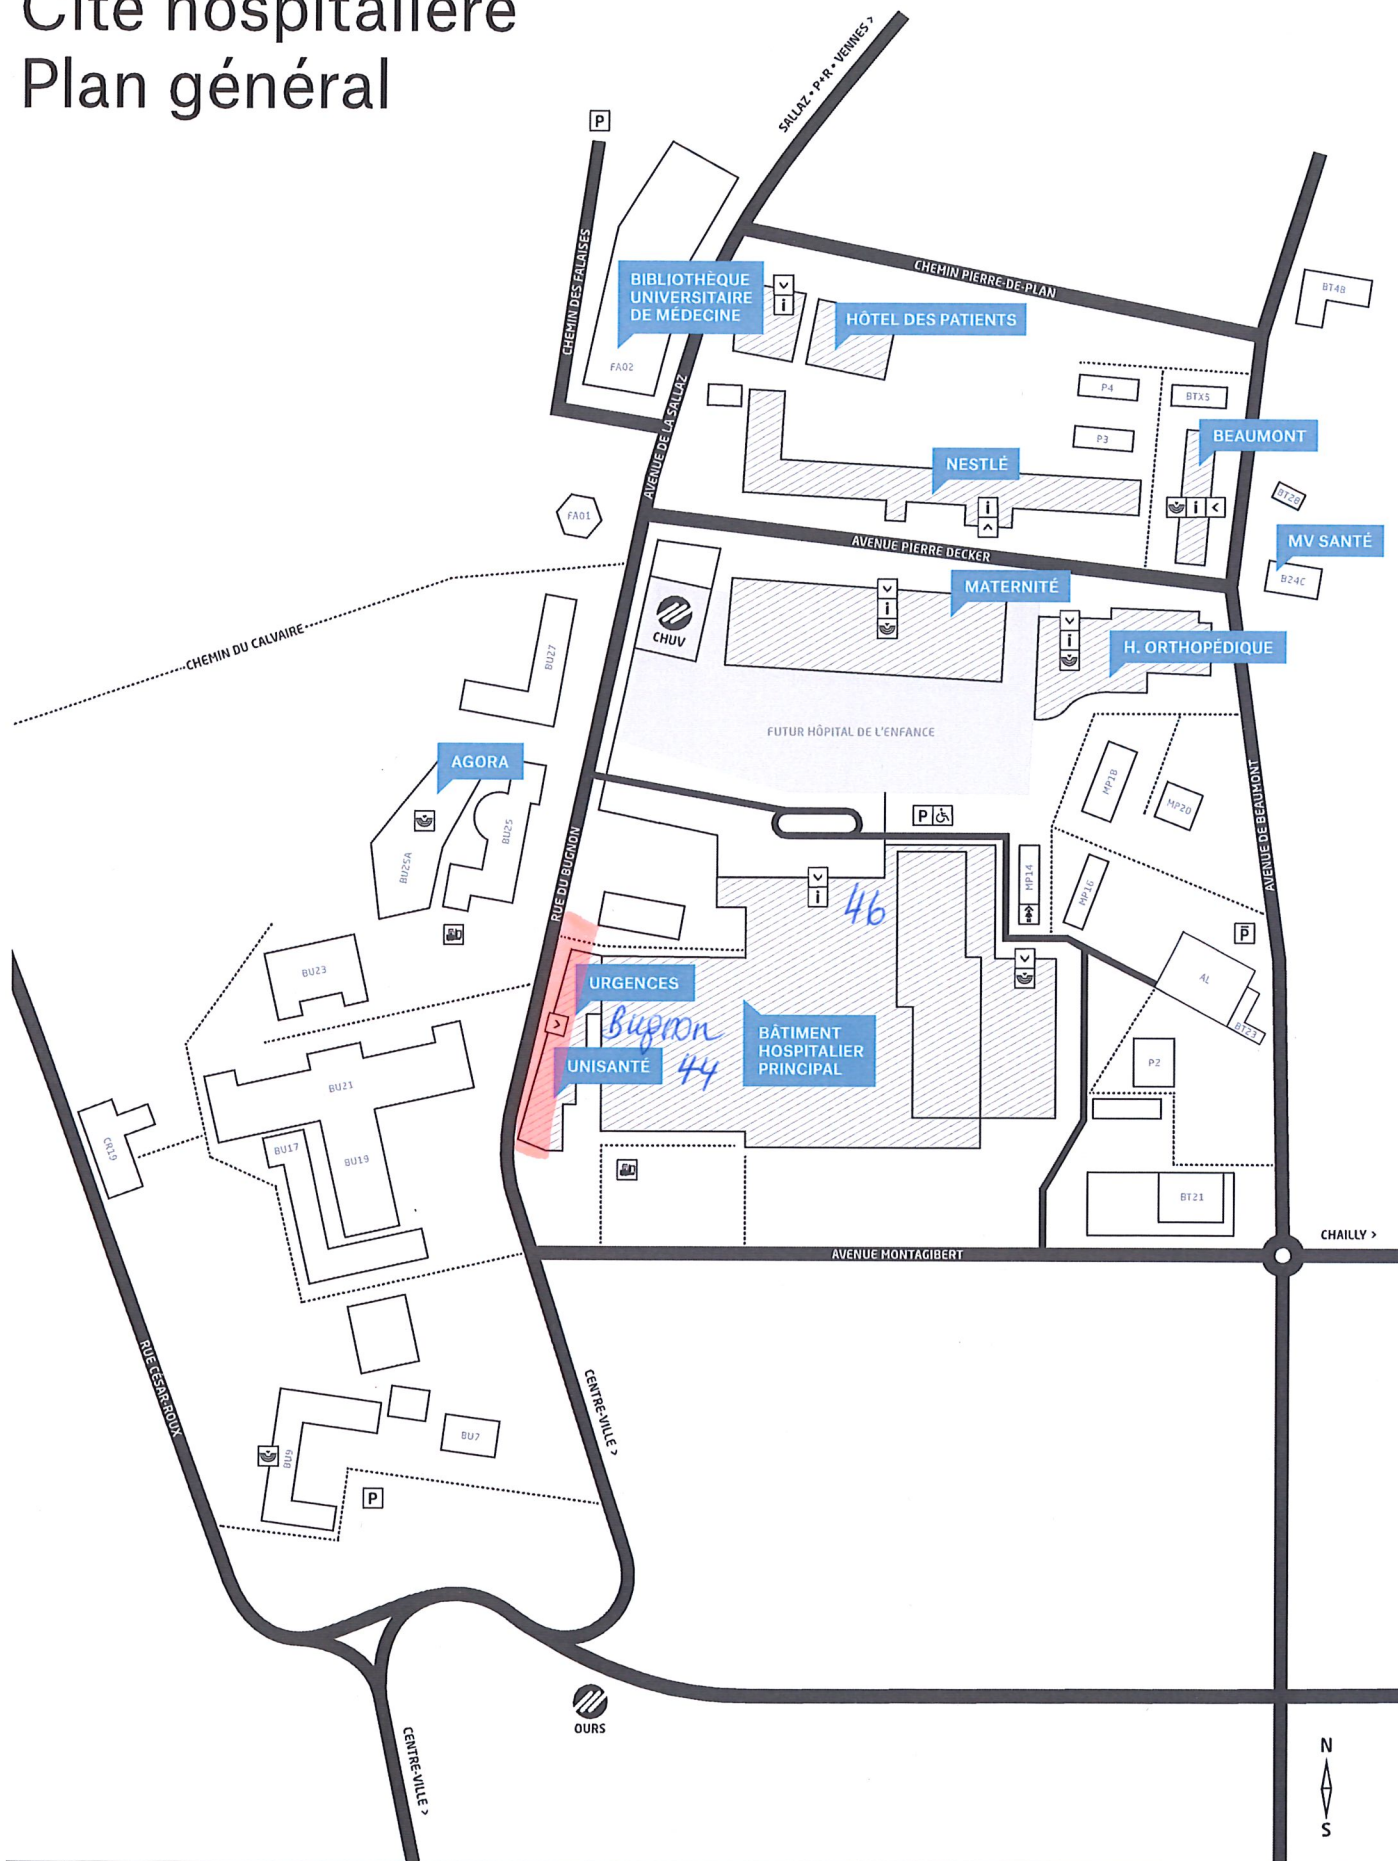 Cité hospitalière
Plan général
SALLAZ • P+R • VENNES >
P
CHEMIN DES FALAISES
CHEMIN PIERRE-DE-PLAN
BT4B
BIBLIOTHÈQUE
UNIVERSITAIRE
DE MÉDECINE
i
HÔTEL DES PATIENTS
FA02
AVENUE DE LA SALLAZ
P4
BTX5
P3
BEAUMONT
NESTLÉ
BT2B
FA01
i
i <
AVENUE PIERRE DECKER
MV SANTÉ
B24C
MATERNITÉ
i
CHUV
i
H. ORTHOPÉDIQUE
CHEMIN DU CALVAIRE
BU27
FUTUR HÔPITAL DE L'ENFANCE
AGORA
MP18
MP20
AVENUE DE BEAUMONT
P
BU25
BU25A
RUE DU BUGNON
MP14
MP16
i
46
P
BU23
AL
URGENCES
>
Bugnon
BT23
BÂTIMENT
HOSPITALIER
PRINCIPAL
UNISANTÉ
44
P2
BU21
CR19
BU17
BU19
BT21
CHAILLY >
AVENUE MONTAGIBERT
RUE CÉSAR-ROUX
CENTRE-VILLE >
BU7
BU9
P
OURS
CENTRE-VILLE >
N
S